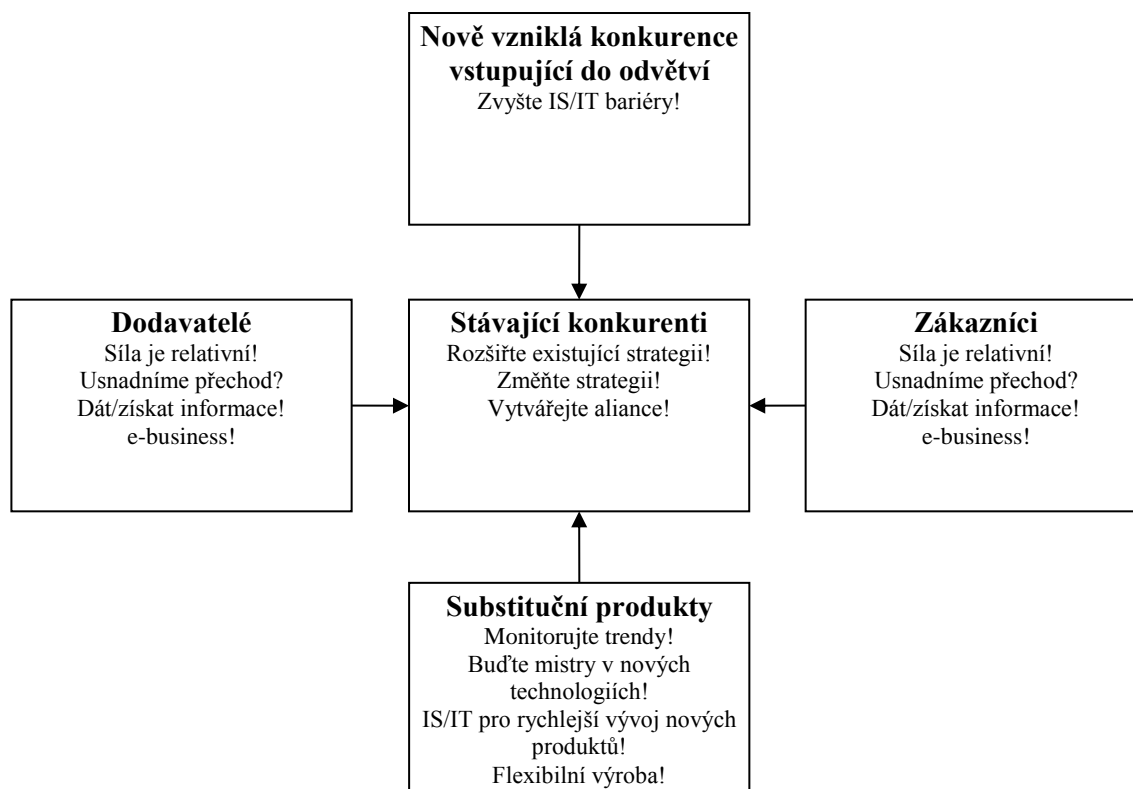 Nově vzniklá konkurence
vstupující do odvětví
Zvyšte IS/IT bariéry!
Dodavatelé
Síla je relativní!
Usnadníme přechod?
Dát/získat informace!
e-business!
Stávající konkurenti
Rozšiřte existující strategii!
Změňte strategii!
Vytvářejte aliance!
Zákazníci
Síla je relativní!
Usnadníme přechod?
Dát/získat informace!
e-business!
Substituční produkty
Monitorujte trendy!
Buďte mistry v nových
technologiích!
IS/IT pro rychlejší vývoj nových
produktů!
Flexibilní výroba!